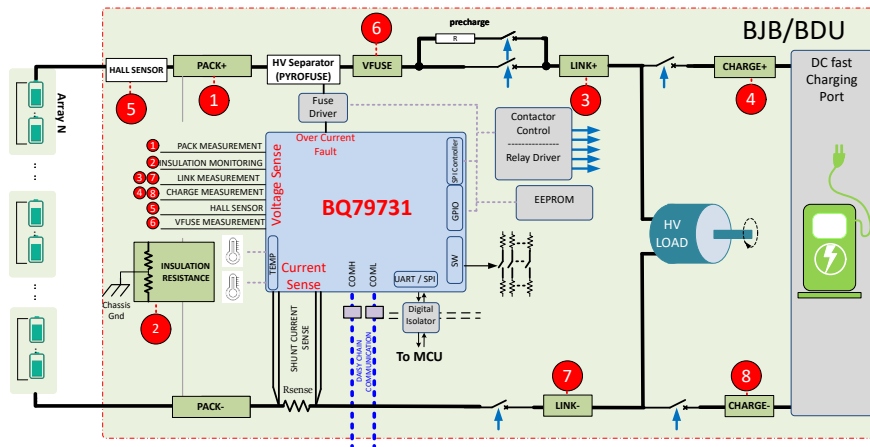 BJB/BDU
6
precharge
R
Array N
HALL SENSOR
PACK+
HV Separator
(PYROFUSE)
VFUSE
LINK+
CHARGE+
DC fast
Charging
Port
5
1
3
4
Fuse
Driver
Over Current
Fault
Contactor
Control
----------------
Relay Driver
1 PACK MEASUREMENT
2 INSULATION MONITORING
3 7 LINK MEASUREMENT
4 8 CHARGE MEASUREMENT
5 HALL SENSOR
6 VFUSE MEASUREMENT
Voltage Sense
BQ79731
SPI Controller
GPIO
EEPROM
HV
LOAD
INSULATION
RESISTANCE
Chassis
Gnd
2
TEMP
Current
Sense
COMH
COML
UART / SPI
SW
Digital
Isolator
To MCU
SHUNT CURRENT
SENSE
DAISY CHAIN
COMMUNICATION
Rsense
7
8
PACK-
LINK-
CHARGE-